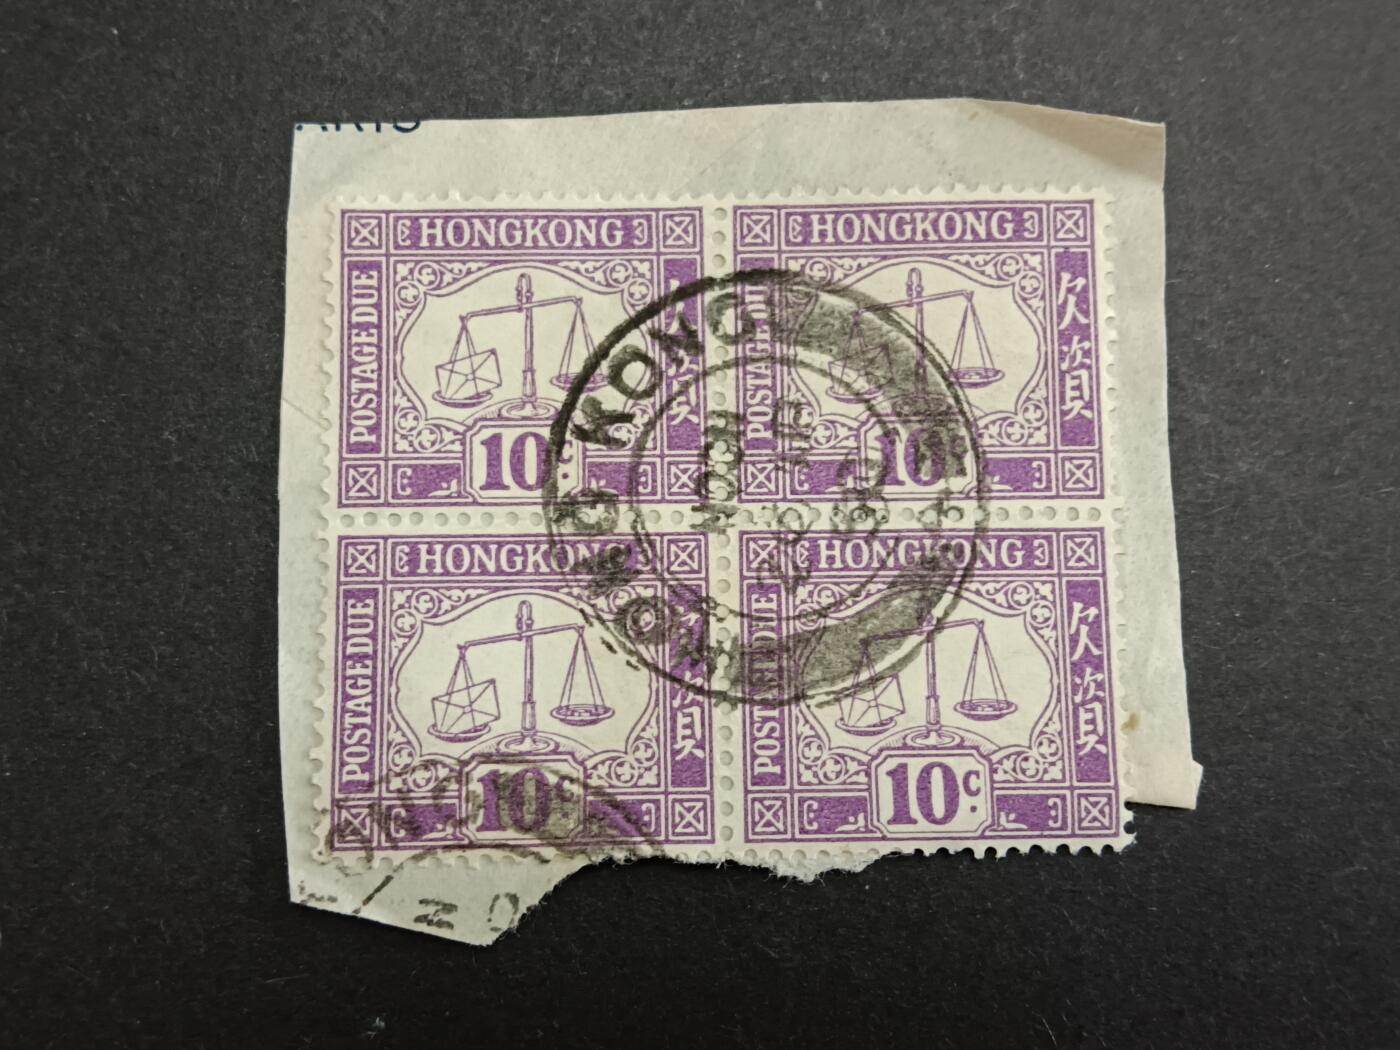 HONGKONG
POSTAGE DUE
欠資
10c.
HONGKONG
POSTAGE DUE
欠資
10c.
HONG KONG
HONGKONG
POSTAGE DUE
欠資
10c.
HONGKONG
POSTAGE DUE
欠資
10c.